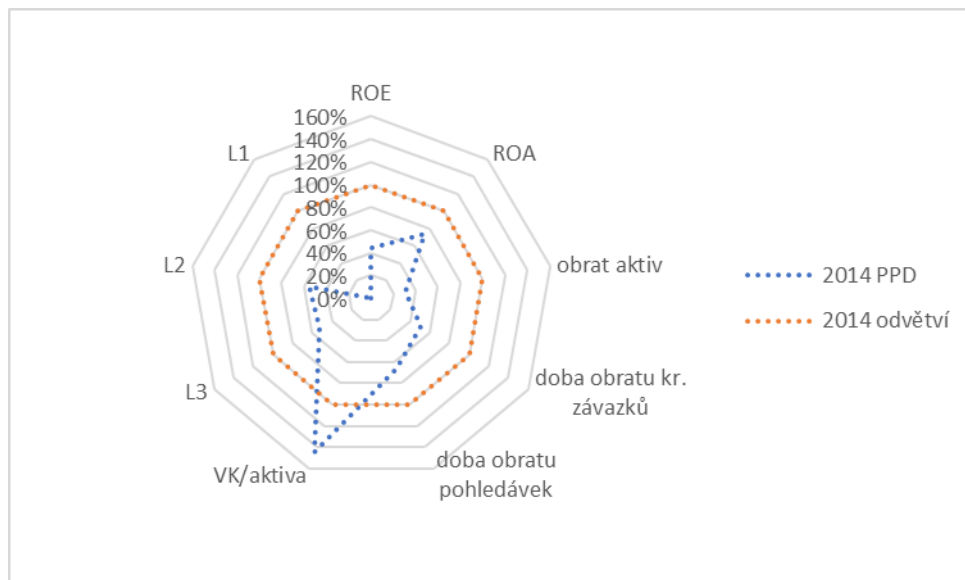 ROE
160%
140%
120%
100%
80%
60%
40%
20%
0%
ROA
obrat aktiv
doba obratu kr.
závazků
doba obratu
pohledávek
VK/aktiva
L3
L2
L1
2014 PPD
2014 odvětví